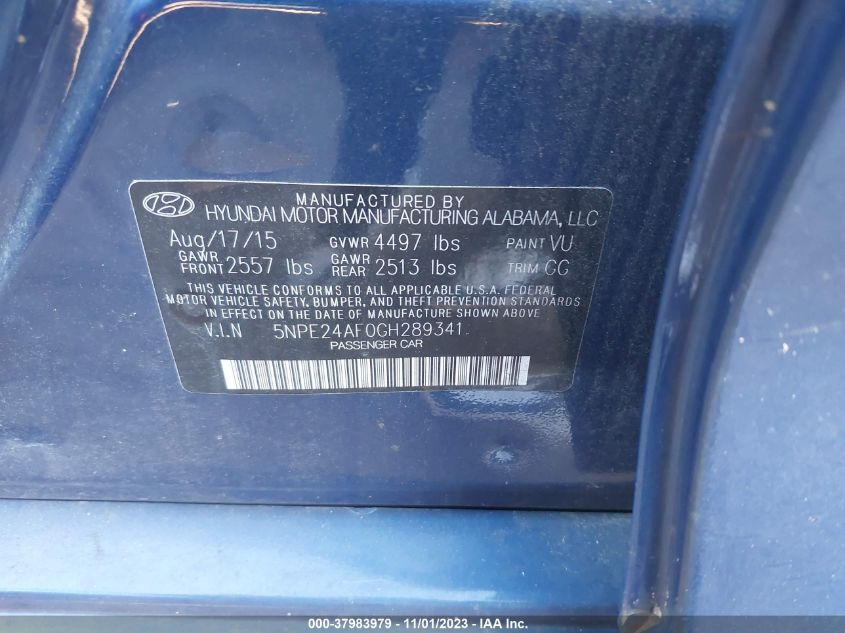 MANUFACTURED BY
HYUNDAI MOTOR MANUFACTURING ALABAMA, LLC
Aug/17/15 GVWR 4497 lbs PAINT VU
GAWR FRONT 2557 lbs GAWR REAR 2513 lbs TRIM CC
THIS VEHICLE CONFORMS TO ALL APPLICABLE U.S.A. FEDERAL
MOTOR VEHICLE SAFETY, BUMPER, AND THEFT PREVENTION STANDARDS
IN EFFECT ON THE DATE OF MANUFACTURE SHOWN ABOVE
V.I.N 5NPE24AF0GH289341
PASSENGER CAR
000-37983979 - 11/01/2023 - IAA Inc.